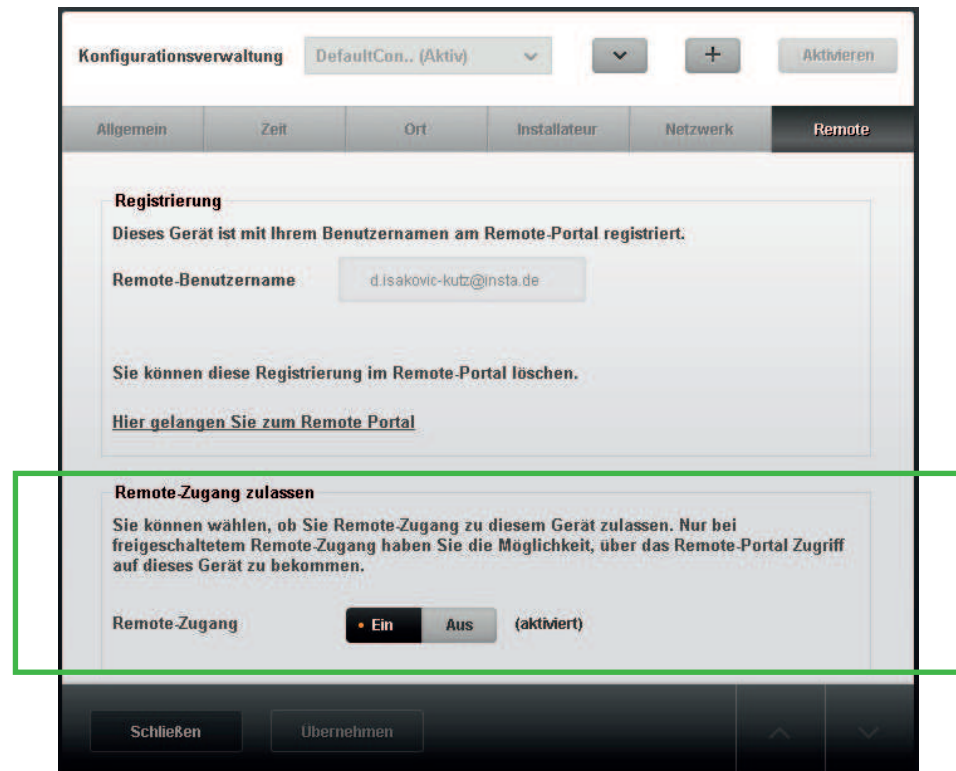 Konfigurationsverwaltung DefaultCon.. (Aktiv) + Aktivieren
Allgemein Zeit Ort Installateur Netzwerk Remote
Registrierung
Dieses Gerät ist mit Ihrem Benutzernamen am Remote-Portal registriert.
Remote-Benutzername d.isakovic-kutz@insta.de
Sie können diese Registrierung im Remote-Portal löschen.
Hier gelangen Sie zum Remote Portal
Remote-Zugang zulassen
Sie können wählen, ob Sie Remote-Zugang zu diesem Gerät zulassen. Nur bei
freigeschaltetem Remote-Zugang haben Sie die Möglichkeit, über das Remote-Portal Zugriff
auf dieses Gerät zu bekommen.
Remote-Zugang • Ein Aus (aktiviert)
Schließen Übernehmen